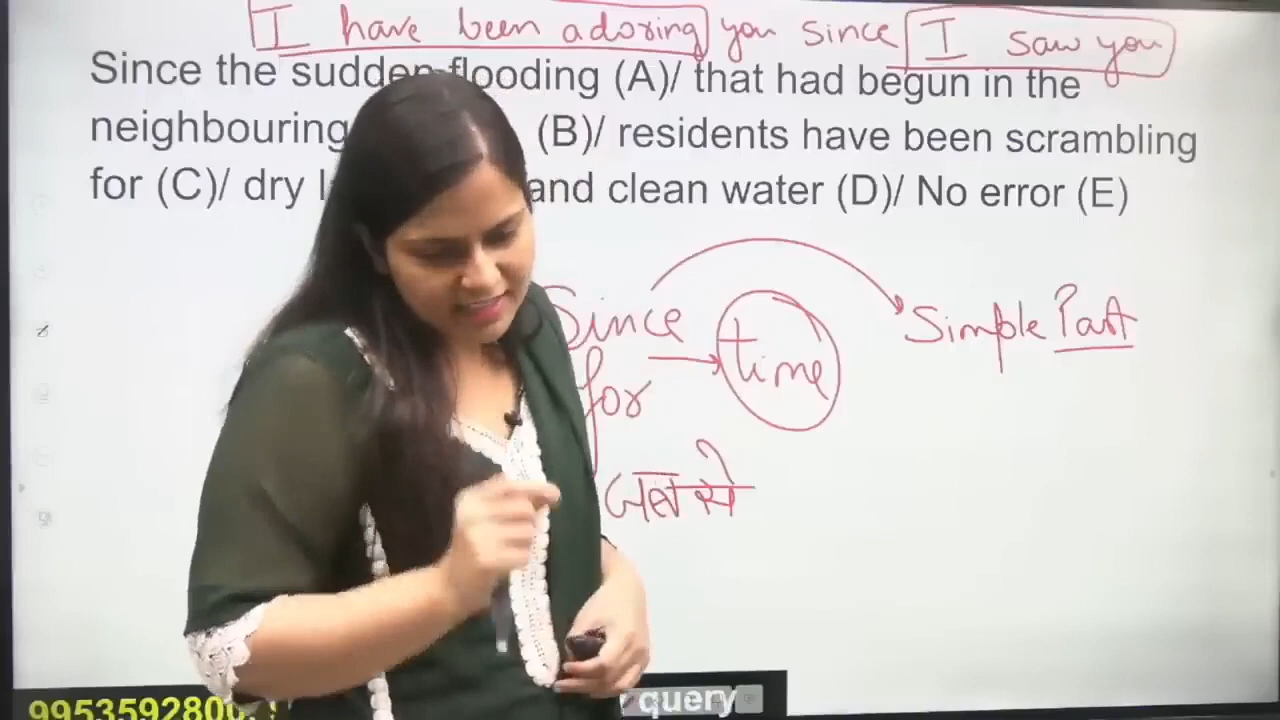 I have been adoring you since I saw you
Since the sudden flooding (A)/ that had begun in the
neighbouring (B)/ residents have been scrambling
for (C)/ dry and clean water (D)/ No error (E)
Since
time
Simple Past
for
जब से
query